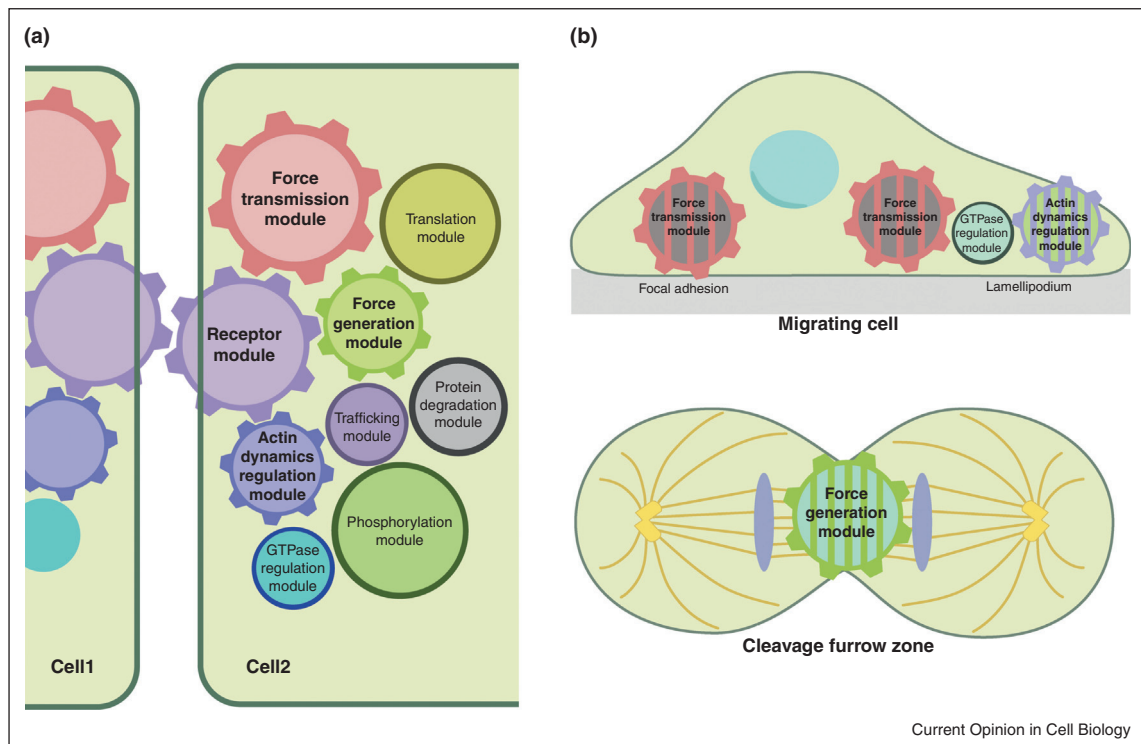 (a)
Force
transmission
module
Translation
module
Receptor
module
Force
generation
module
Protein
degradation
module
Trafficking
module
Actin
dynamics
regulation
module
Phosphorylation
module
GTPase
regulation
module
Cell1
Cell2
(b)
Force
transmission
module
Force
transmission
module
GTPase
regulation
module
Actin
dynamics
regulation
module
Focal adhesion
Lamellipodium
Migrating cell
Force
generation
module
Cleavage furrow zone
Current Opinion in Cell Biology